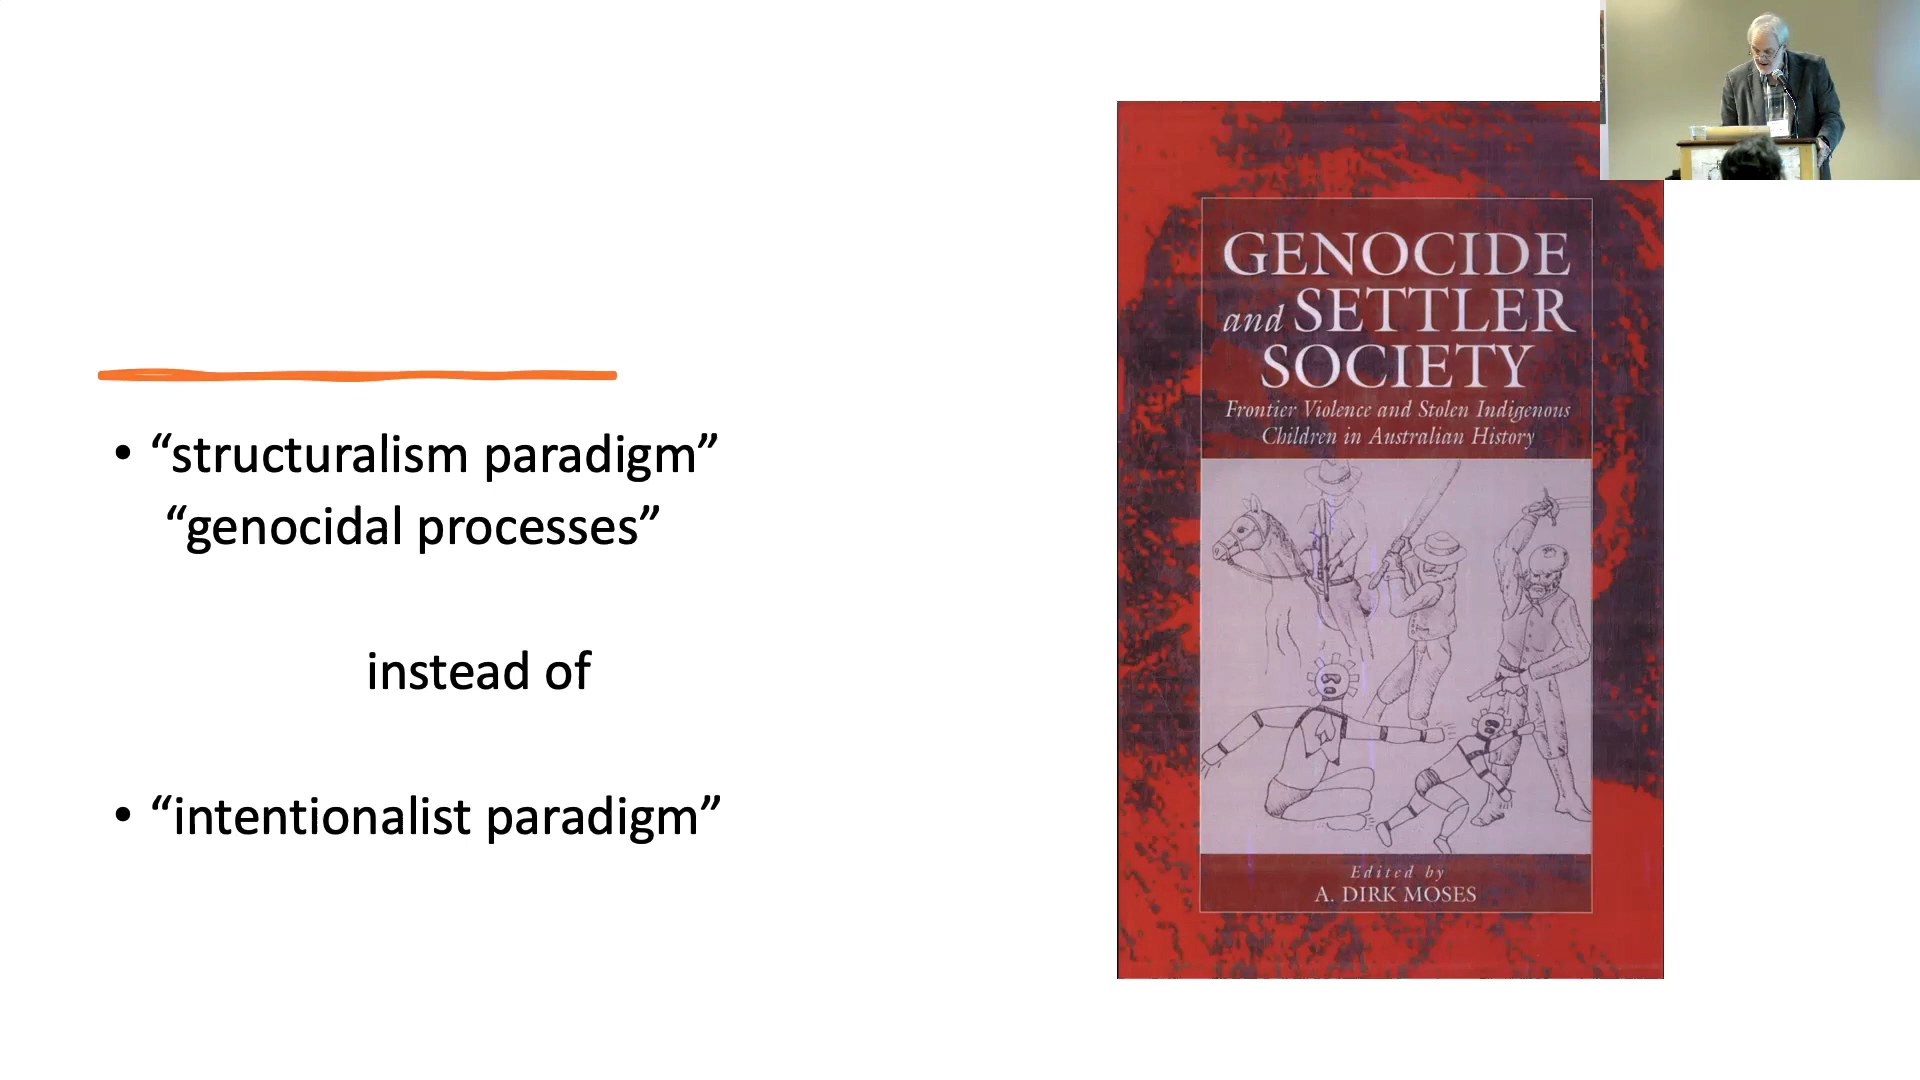 • “structuralism paradigm”
“genocidal processes”
instead of
• “intentionalist paradigm”
GENOCIDE
and SETTLER
SOCIETY
Frontier Violence and Stolen Indigenous
Children in Australian History
Edited by
A. DIRK MOSES